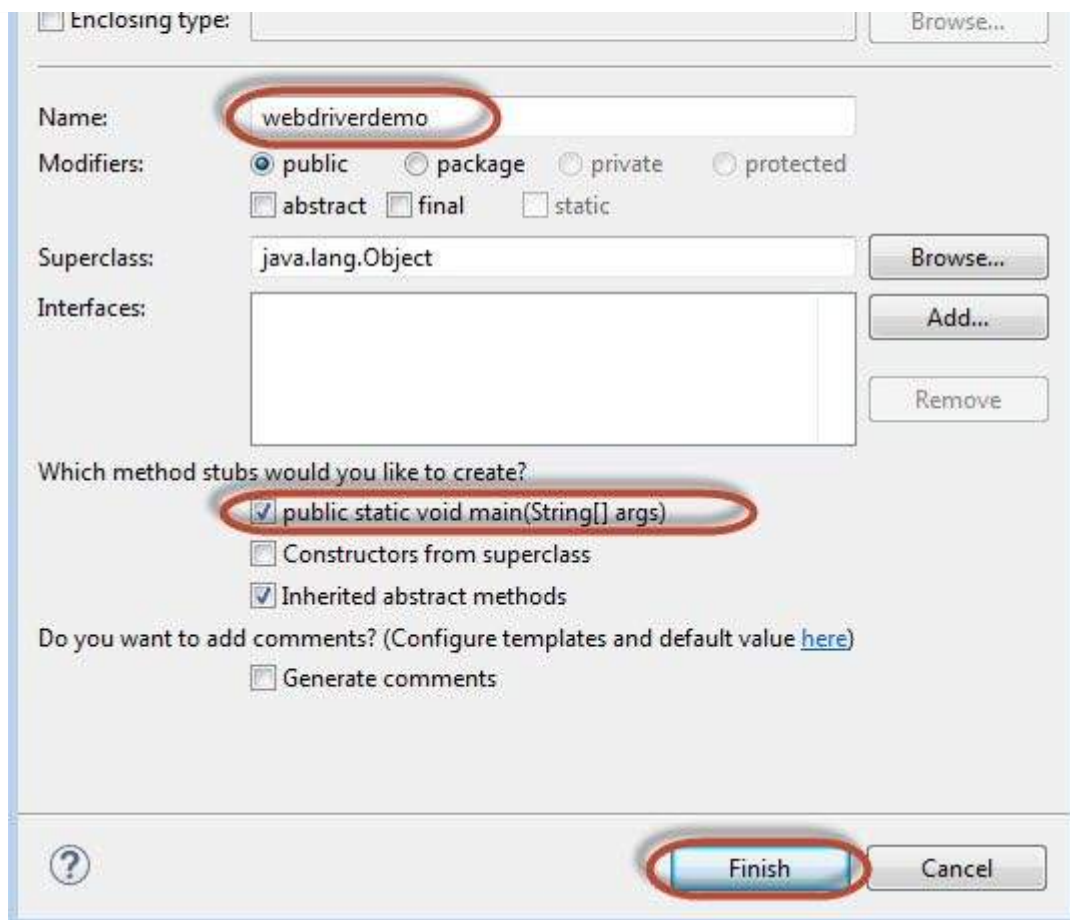 Enclosing type: Browse...
Name: webdriverdemo
Modifiers: public package private protected
abstract final static
Superclass: java.lang.Object Browse...
Interfaces: Add...
Remove
Which method stubs would you like to create?
public static void main(String[] args)
Constructors from superclass
Inherited abstract methods
Do you want to add comments? (Configure templates and default value here)
Generate comments
? Finish Cancel